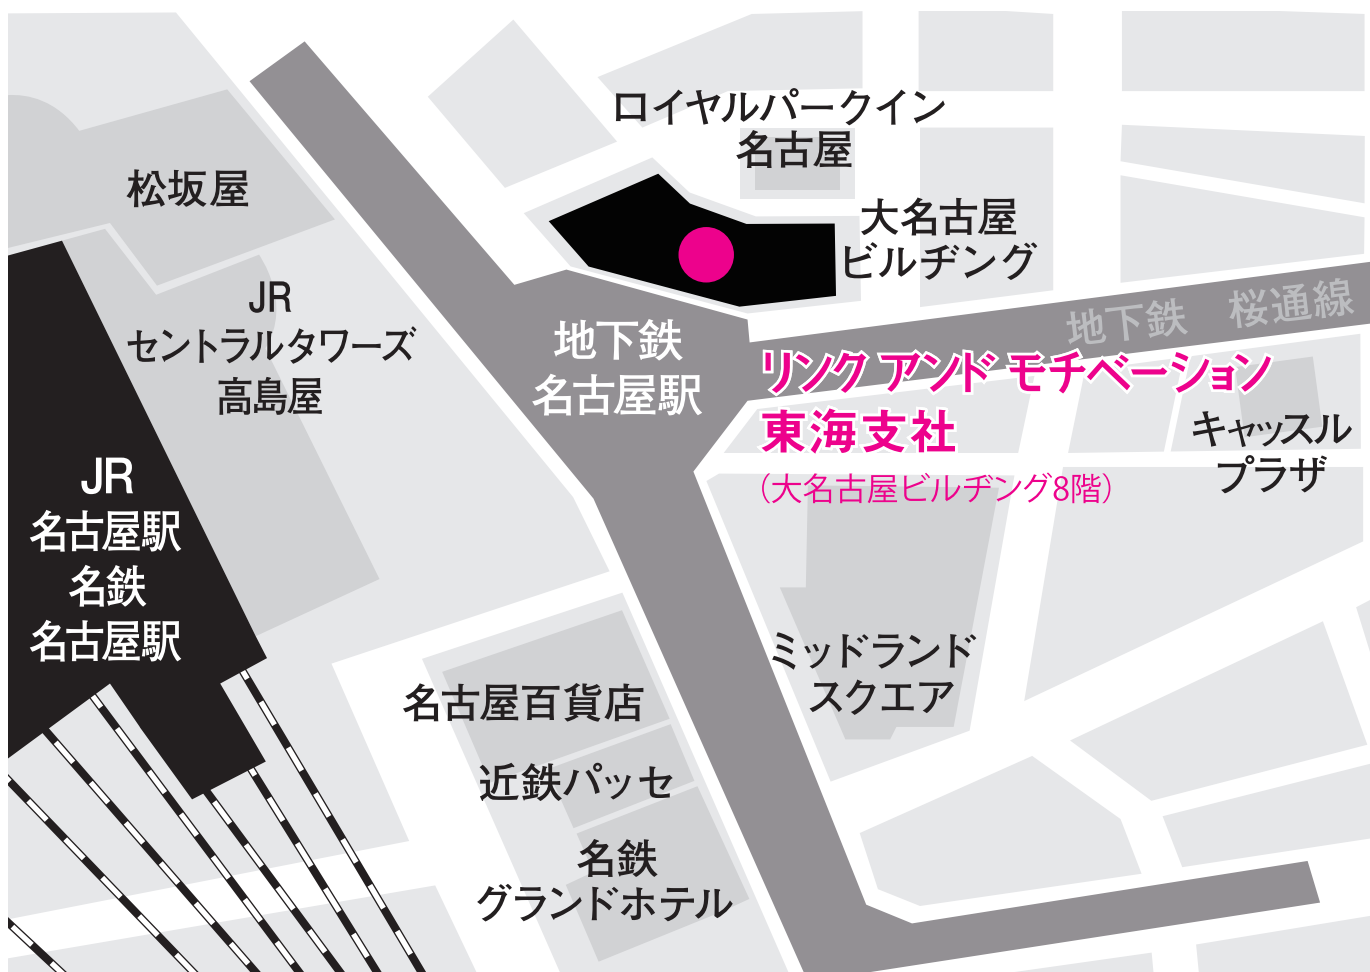 ロイヤルパークイン
名古屋
松坂屋
大名古屋
ビルヂング
JR
セントラルタワーズ
高島屋
地下鉄 桜通線
地下鉄
名古屋駅
リンク アンド モチベーション
東海支社
（大名古屋ビルヂング8階）
キャッスル
プラザ
JR
名古屋駅
名鉄
名古屋駅
ミッドランド
スクエア
名古屋百貨店
近鉄パッセ
名鉄
グランドホテル